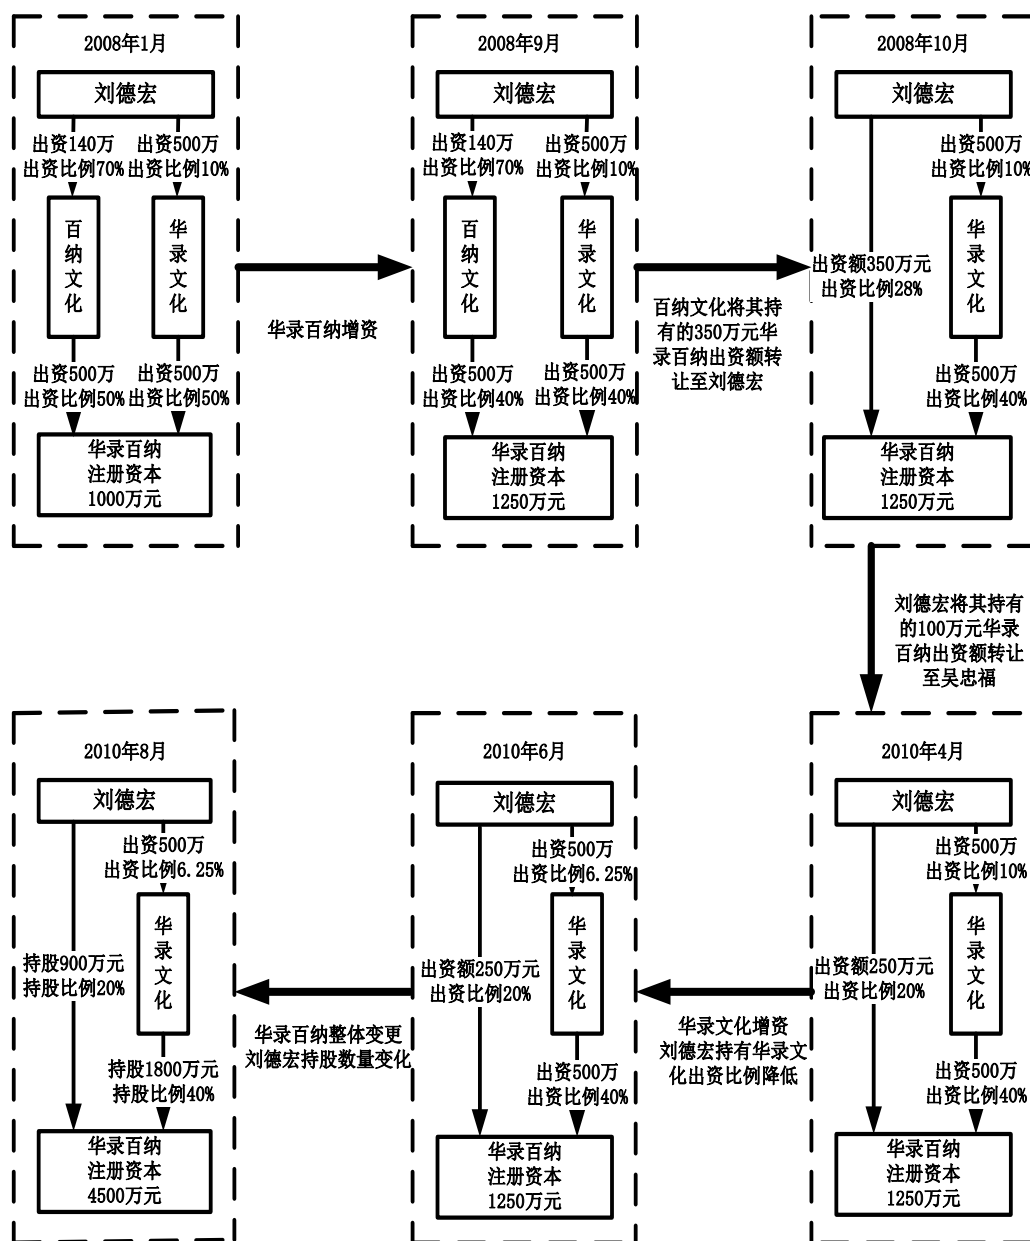 2008年1月
刘德宏
出资140万
出资比例70%
出资500万
出资比例10%
百纳文化
华录文化
出资500万
出资比例50%
出资500万
出资比例50%
华录百纳
注册资本
1000万元
华录百纳增资
2008年9月
刘德宏
出资140万
出资比例70%
出资500万
出资比例10%
百纳文化
华录文化
出资500万
出资比例40%
出资500万
出资比例40%
华录百纳
注册资本
1250万元
百纳文化将其持
有的350万元华
录百纳出资额转
让至刘德宏
2008年10月
刘德宏
出资500万
出资比例10%
华录文化
出资额350万元
出资比例28%
出资500万
出资比例40%
华录百纳
注册资本
1250万元
刘德宏将其持有
的100万元华录
百纳出资额转让
至吴忠福
2010年4月
刘德宏
出资500万
出资比例10%
华录文化
出资额250万元
出资比例20%
出资500万
出资比例40%
华录百纳
注册资本
1250万元
华录文化增资
刘德宏持有华录文
化出资比例降低
2010年6月
刘德宏
出资500万
出资比例6.25%
华录文化
出资额250万元
出资比例20%
出资500万
出资比例40%
华录百纳
注册资本
1250万元
华录百纳整体变更
刘德宏持股数量变化
2010年8月
刘德宏
出资500万
出资比例6.25%
华录文化
持股900万元
持股比例20%
持股1800万元
持股比例40%
华录百纳
注册资本
4500万元